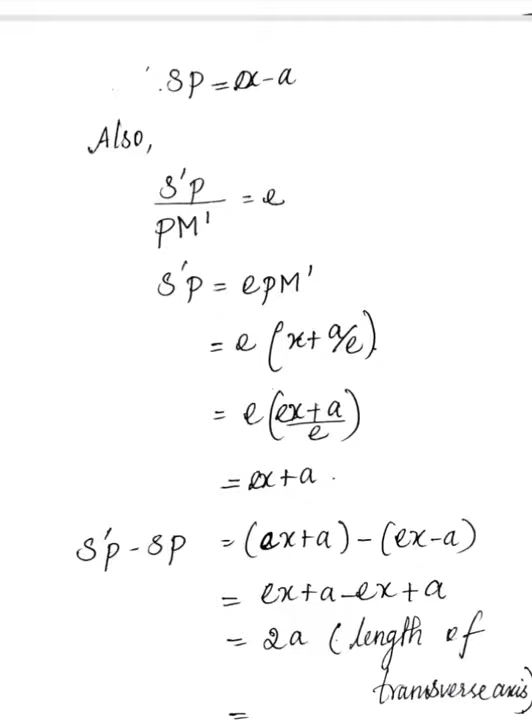 ∴ SP = ex - a
Also,
S'P / PM' = e
S'P = ePM'
= e (x + a/e)
= e ((ex + a)/e)
= ex + a.
S'P - SP = (ex + a) - (ex - a)
= ex + a - ex + a
= 2a (length of
transverse axis)
=